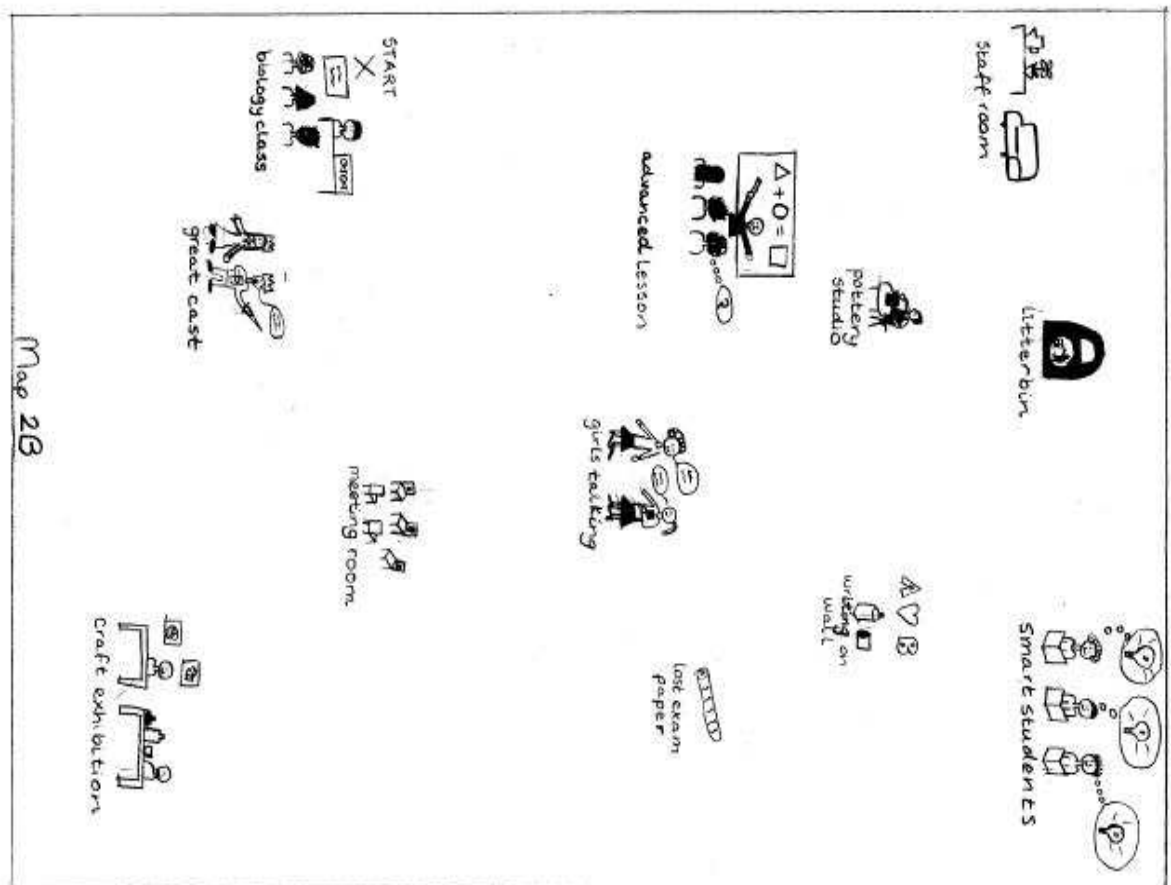 staff room
litterbin
smart students
pottery
studio
writing on
wall
△ + O = □
?
advanced Lesson
girls talking
lost exam
paper
START
biology class
meeting room
great cast
craft exhibition
Map 2B